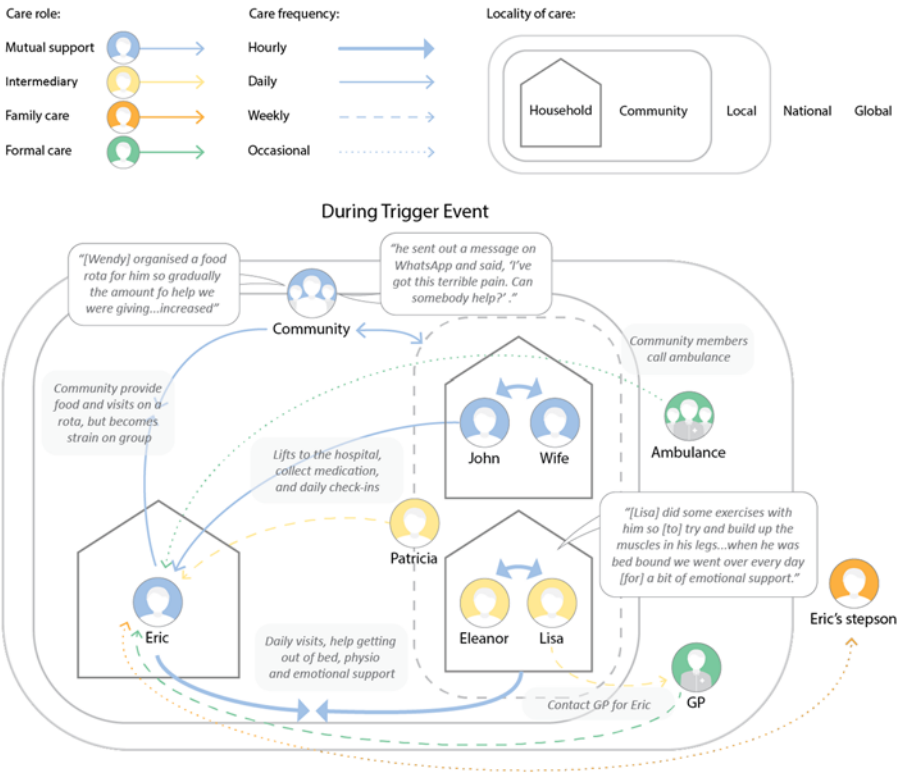 Care role:
Mutual support
Intermediary
Family care
Formal care
Care frequency:
Hourly
Daily
Weekly
Occasional
Locality of care:
Household
Community
Local
National
Global
During Trigger Event
“[Wendy] organised a food
rota for him so gradually
the amount fo help we
were giving...increased”
“he sent out a message on
WhatsApp and said, ‘I’ve
got this terrible pain. Can
somebody help?’ .”
Community
Community members
call ambulance
Community provide
food and visits on a
rota, but becomes
strain on group
Lifts to the hospital,
collect medication,
and daily check-ins
John
Wife
Ambulance
Patricia
“[Lisa] did some exercises with
him so [to] try and build up the
muscles in his legs...when he was
bed bound we went over every day
[for] a bit of emotional support.”
Eric
Eleanor
Lisa
Eric’s stepson
Daily visits, help getting
out of bed, physio
and emotional support
Contact GP for Eric
GP